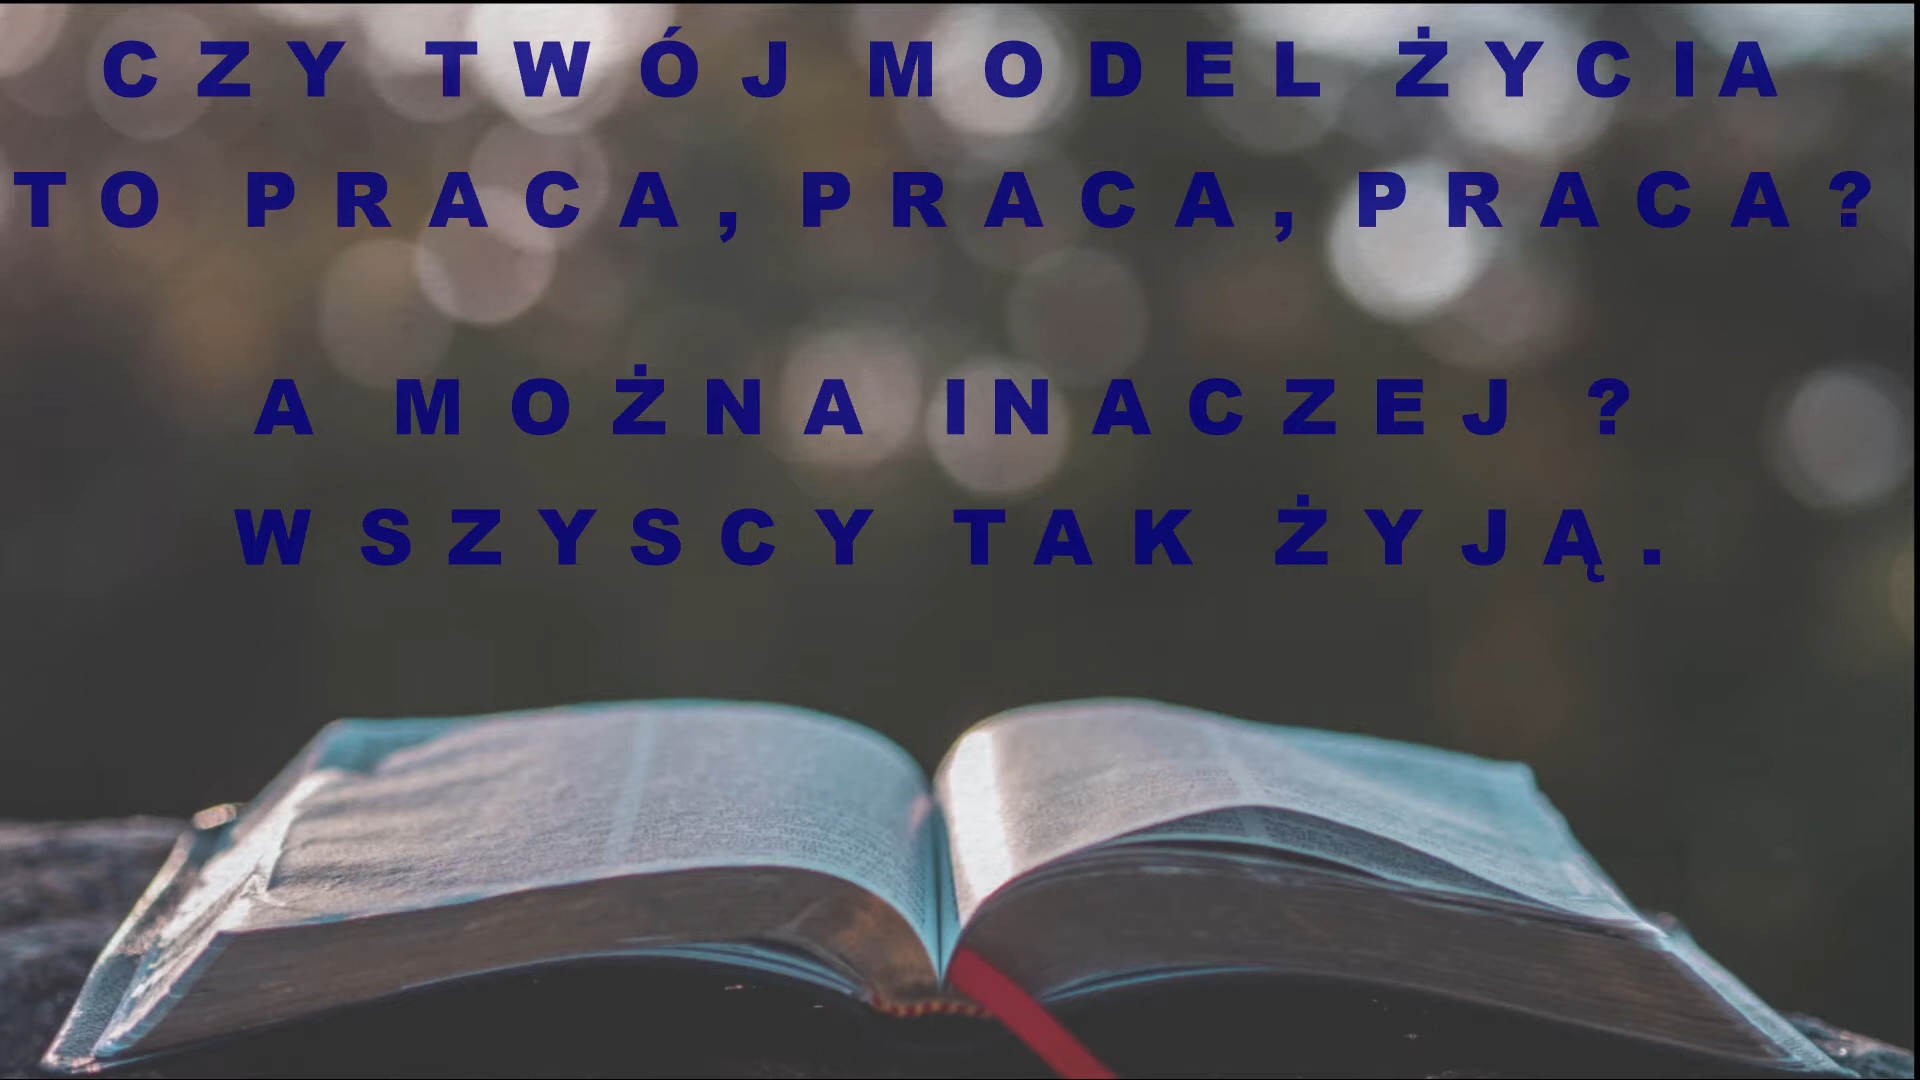 CZY TWÓJ MODEL ŻYCIA
TO PRACA, PRACA, PRACA?
A MOŻNA INACZEJ ?
WSZYSCY TAK ŻYJĄ.